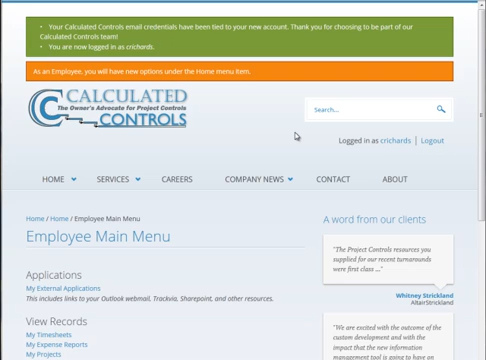 • Your Calculated Controls email credentials have been tied to your new account. Thank you for choosing to be part of our
Calculated Controls team!
• You are now logged in as crichards.
As an Employee, you will have new options under the Home menu item.
CALCULATED
The Owner's Advocate for Project Controls
CONTROLS
Search...
Logged in as crichards | Logout
HOME SERVICES CAREERS COMPANY NEWS CONTACT ABOUT
Home / Home / Employee Main Menu
Employee Main Menu
Applications
My External Applications
This includes links to your Outlook webmail, Trackvia, Sharepoint, and other resources.
View Records
My Timesheets
My Expense Reports
My Projects
A word from our clients
"The Project Controls resources you
supplied for our recent turnarounds
were first class ..."
Whitney Strickland
AltairStrickland
"We are excited with the outcome of the
custom development and with the
impact that the new information
management tool is going to have on